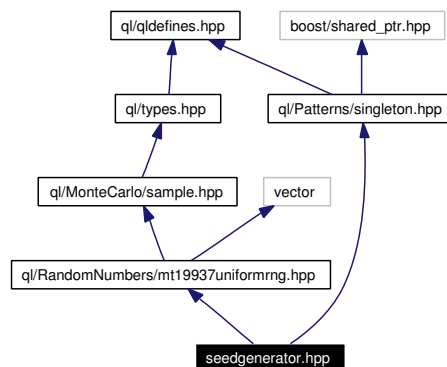 ql/qldefines.hpp
boost/shared_ptr.hpp
ql/types.hpp
ql/Patterns/singleton.hpp
ql/MonteCarlo/sample.hpp
vector
ql/RandomNumbers/mt19937uniformrng.hpp
seedgenerator.hpp